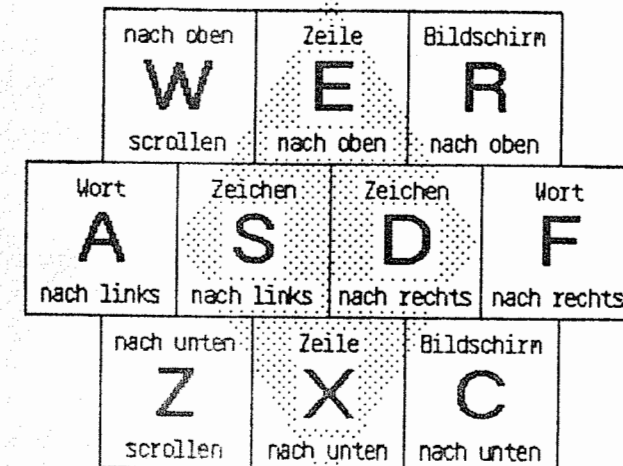 nach oben Zeile Bildschirm
W E R
scrollen nach oben nach oben
Wort Zeichen Zeichen Wort
A S D F
nach links nach links nach rechts nach rechts
nach unten Zeile Bildschirm
Z X C
scrollen nach unten nach unten